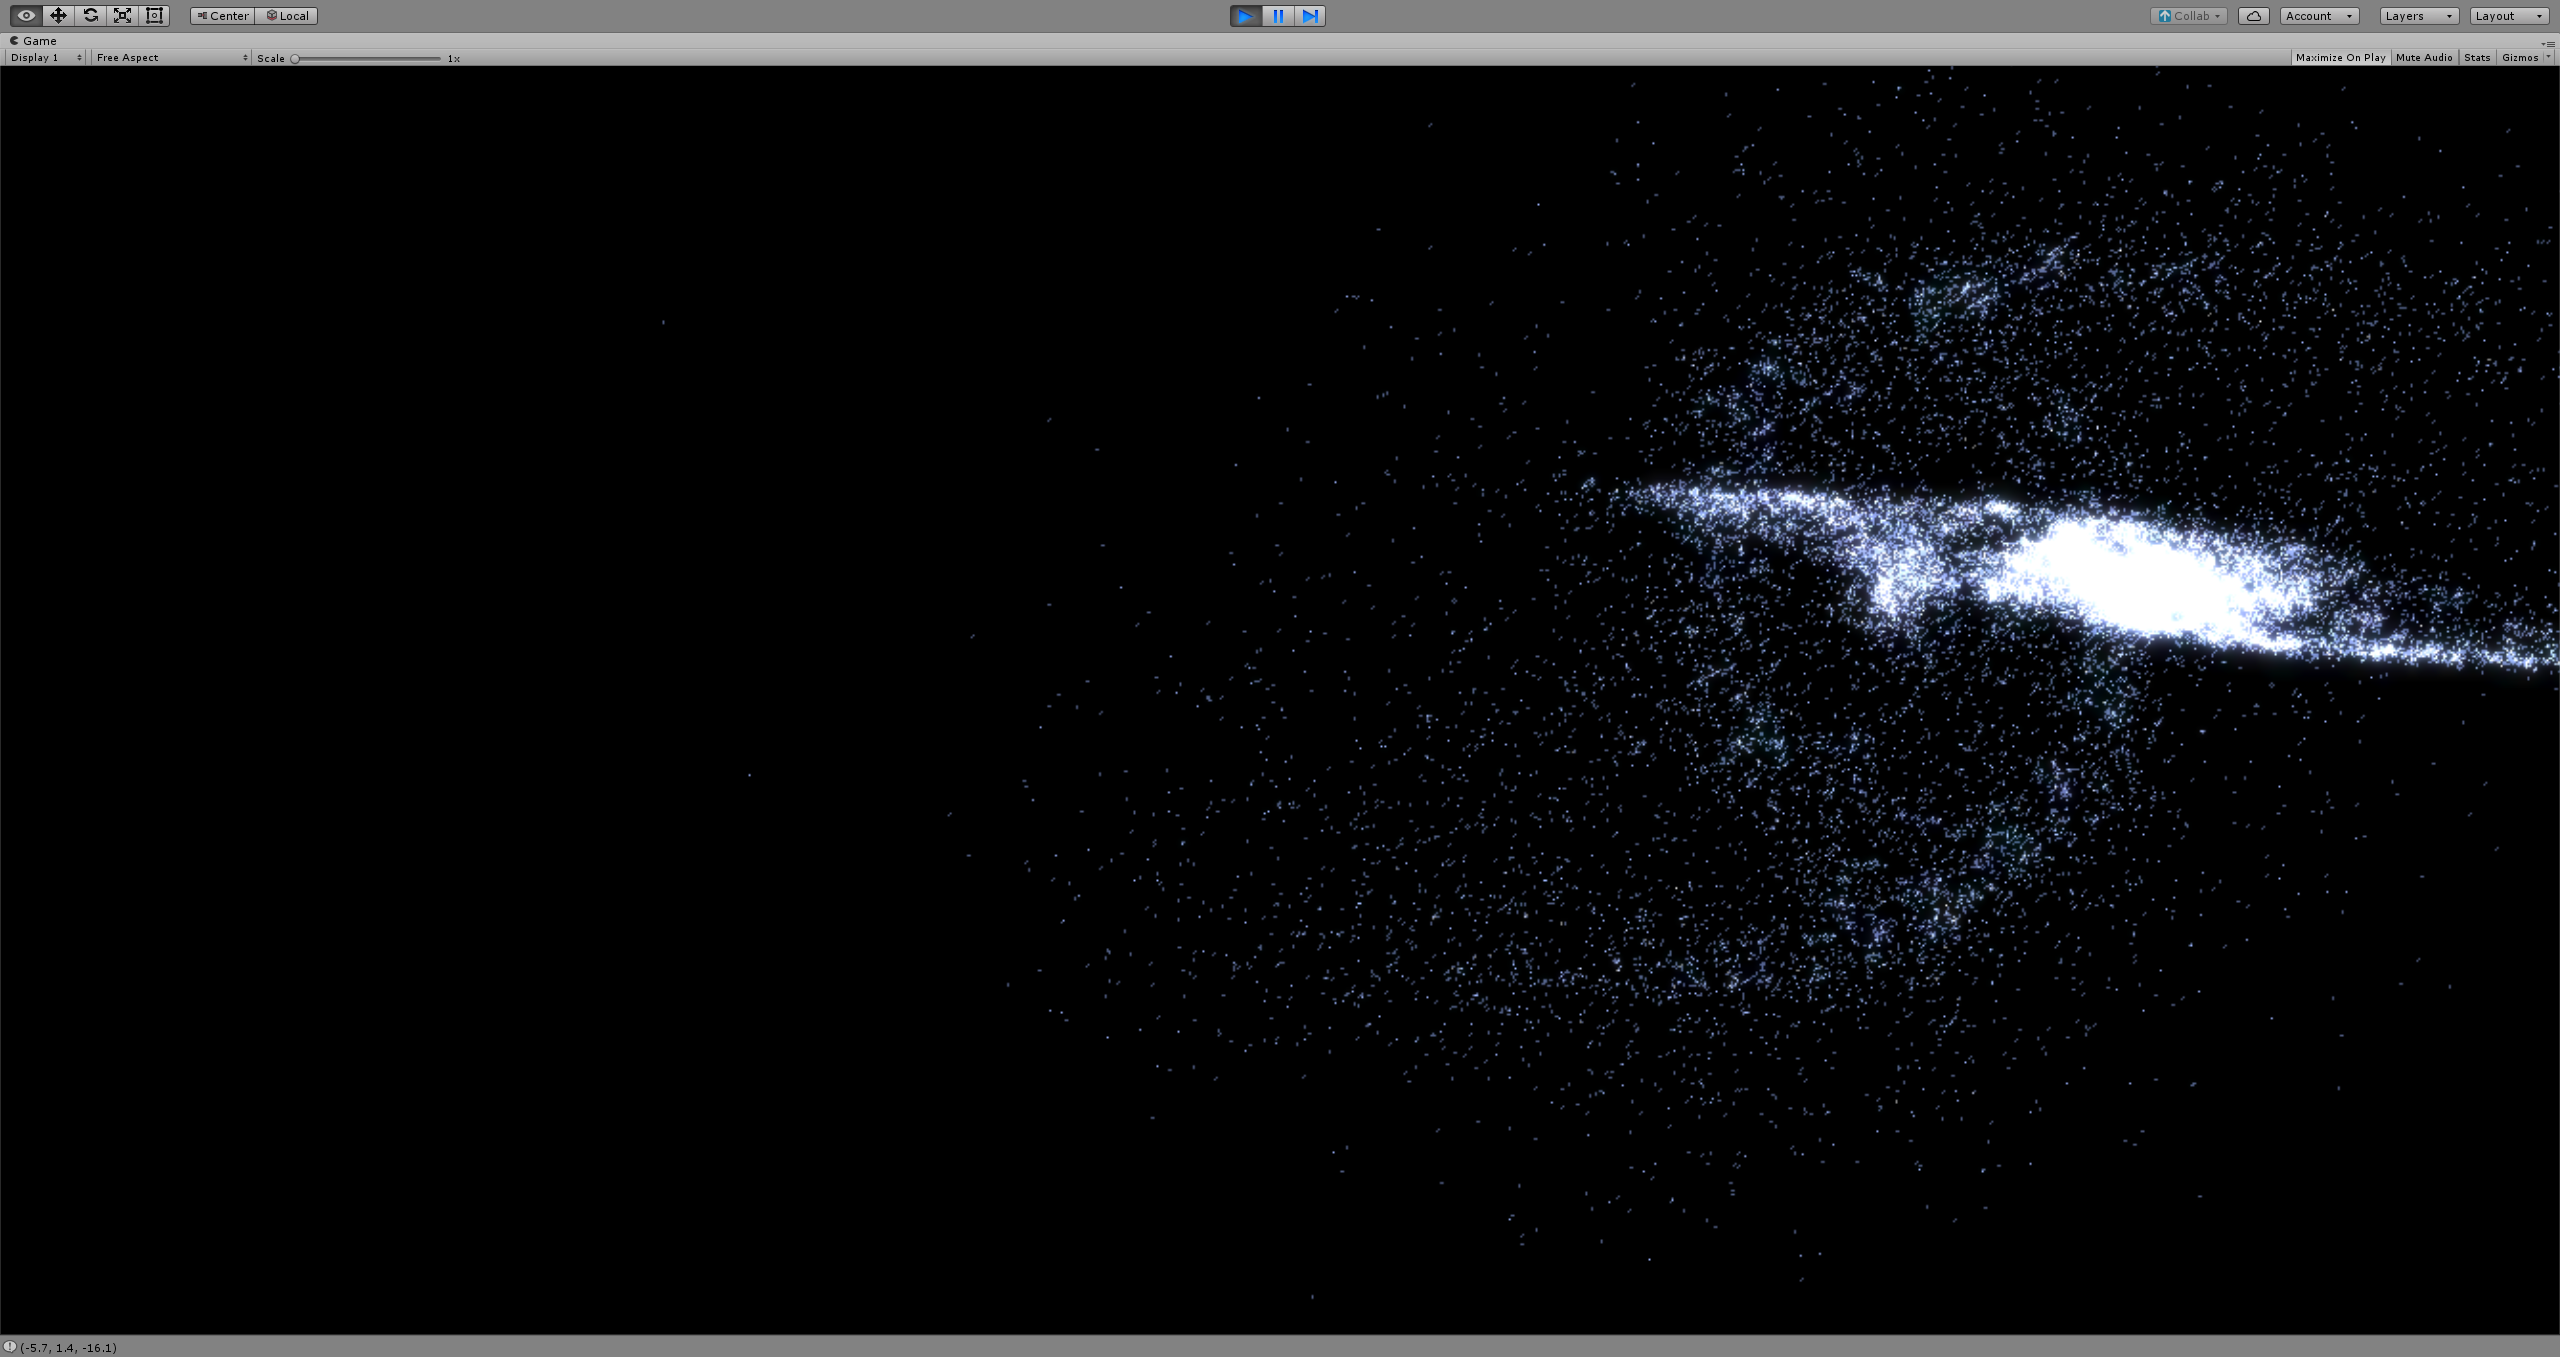 Center Local Collab Account Layers Layout
Game
Display 1 Free Aspect Scale 1x Maximize On Play Mute Audio Stats Gizmos
(-5.7, 1.4, -16.1)